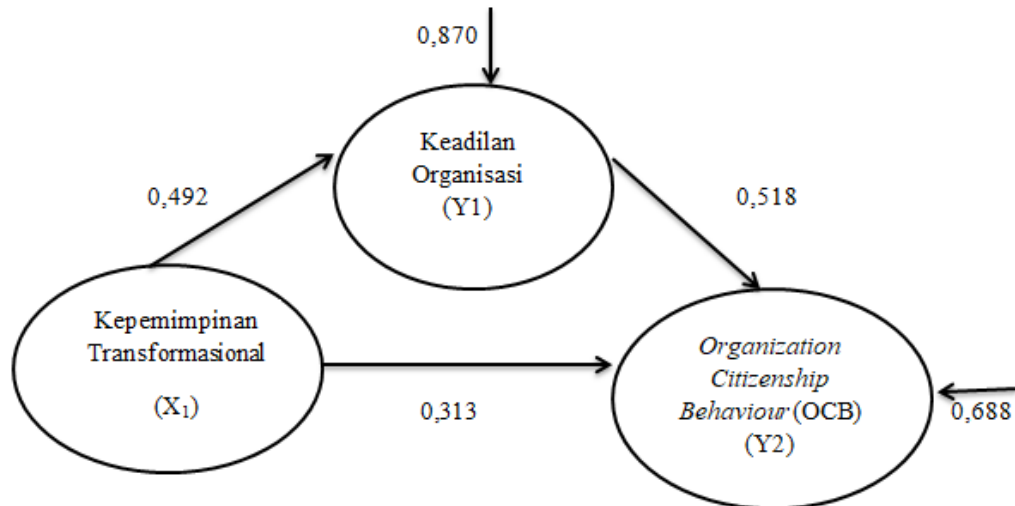 0,870
Keadilan
Organisasi
(Y1)
0,492
0,518
Kepemimpinan
Transformasional
(X₁)
Organization
Citizenship
Behaviour (OCB)
(Y2)
0,313
0,688